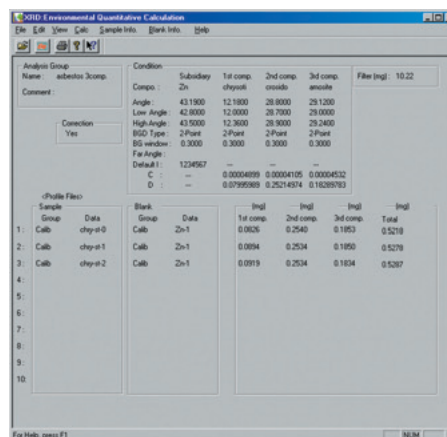 XRD Environmental Quantitative Calculation
File Edit View Calc Sample Info. Blank Info. Help
Analysis Group
Name : asbestos 3comp.
Comment :
Correction
Yes
Condition
Subsidiary 1st comp. 2nd comp. 3rd comp.
Compo. : Zn chrysoti crosido amosite
Angle : 43.1900 12.1800 28.8000 29.1200
Low Angle : 42.8000 12.0000 28.7000 29.0000
High Angle : 43.5000 12.3600 28.9000 29.2400
BGD Type : 2-Point 2-Point 2-Point 2-Point
BG window : 0.3000 0.3000 0.3000 0.3000
Far Angle :
Default I : 1234567 --- --- ---
C : --- 0.00004899 0.00004105 0.00004532
D : --- 0.07995989 0.25214974 0.18289783
Filter (mg) : 10.22
<Profile Files>
Sample Blank (mg) (mg) (mg) (mg)
Group Data Group Data 1st comp. 2nd comp. 3rd comp. Total
1 : Calib chry-st-0 Calib Zn-1 0.0826 0.2540 0.1853 0.5218
2 : Calib chry-st-1 Calib Zn-1 0.0894 0.2534 0.1850 0.5278
3 : Calib chry-st-2 Calib Zn-1 0.0919 0.2534 0.1834 0.5287
4 :
5 :
6 :
7 :
8 :
9 :
10:
For Help, press F1 NUM